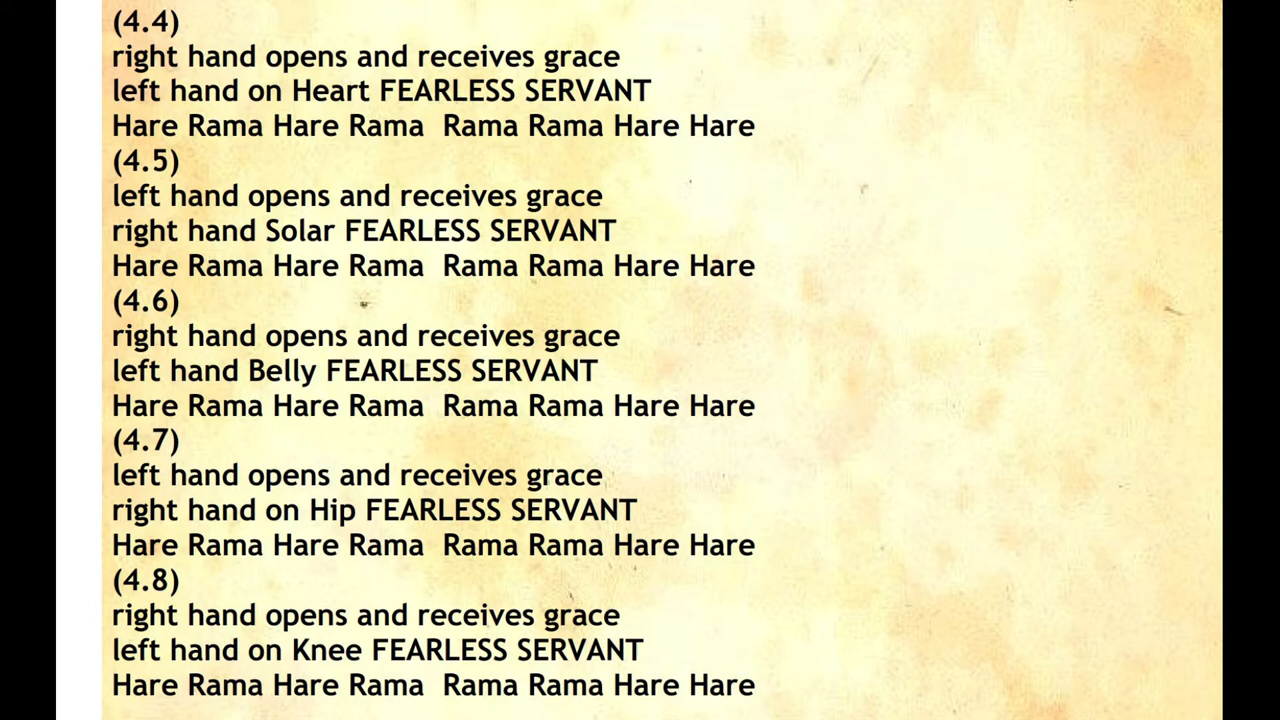 (4.4)
right hand opens and receives grace
left hand on Heart FEARLESS SERVANT
Hare Rama Hare Rama  Rama Rama Hare Hare
(4.5)
left hand opens and receives grace
right hand Solar FEARLESS SERVANT
Hare Rama Hare Rama  Rama Rama Hare Hare
(4.6)
right hand opens and receives grace
left hand Belly FEARLESS SERVANT
Hare Rama Hare Rama  Rama Rama Hare Hare
(4.7)
left hand opens and receives grace
right hand on Hip FEARLESS SERVANT
Hare Rama Hare Rama  Rama Rama Hare Hare
(4.8)
right hand opens and receives grace
left hand on Knee FEARLESS SERVANT
Hare Rama Hare Rama  Rama Rama Hare Hare